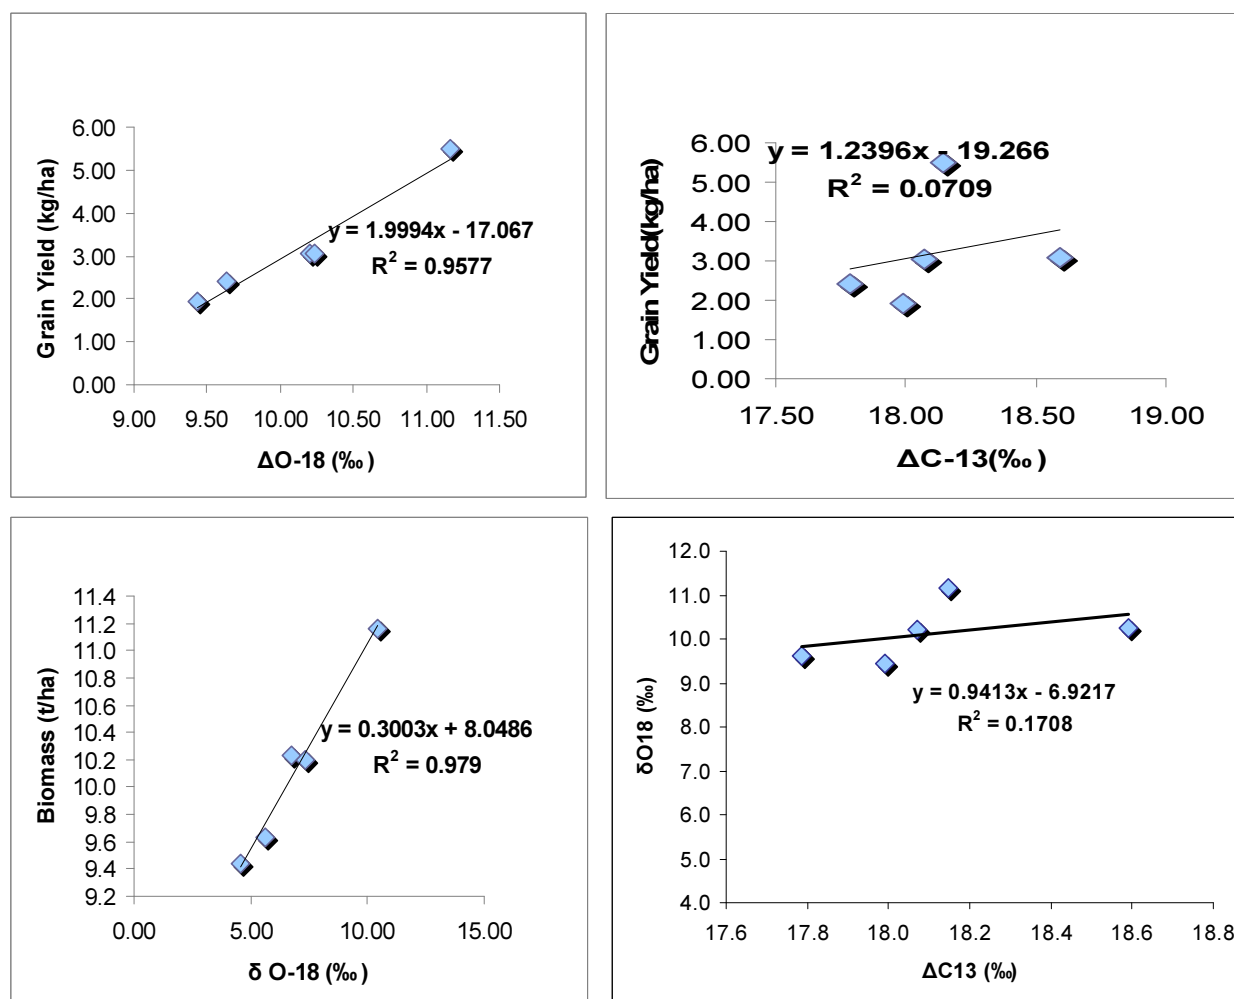 6.00
5.00
4.00
3.00
2.00
1.00
0.00
Grain Yield (kg/ha)
y = 1.9994x - 17.067
R² = 0.9577
9.00 9.50 10.00 10.50 11.00 11.50
ΔO-18 (‰ )
6.00
5.00
4.00
3.00
2.00
1.00
0.00
Grain Yield(kg/ha)
y = 1.2396x - 19.266
R² = 0.0709
17.50 18.00 18.50 19.00
ΔC-13(‰ )
11.4
11.2
11.0
10.8
10.6
10.4
10.2
10.0
9.8
9.6
9.4
9.2
Biomass (t/ha)
y = 0.3003x + 8.0486
R² = 0.979
0.00 5.00 10.00 15.00
δ O-18 (‰ )
12.0
11.0
10.0
9.0
8.0
7.0
6.0
5.0
4.0
δO18 (‰)
y = 0.9413x - 6.9217
R² = 0.1708
17.6 17.8 18.0 18.2 18.4 18.6 18.8
ΔC13 (‰)